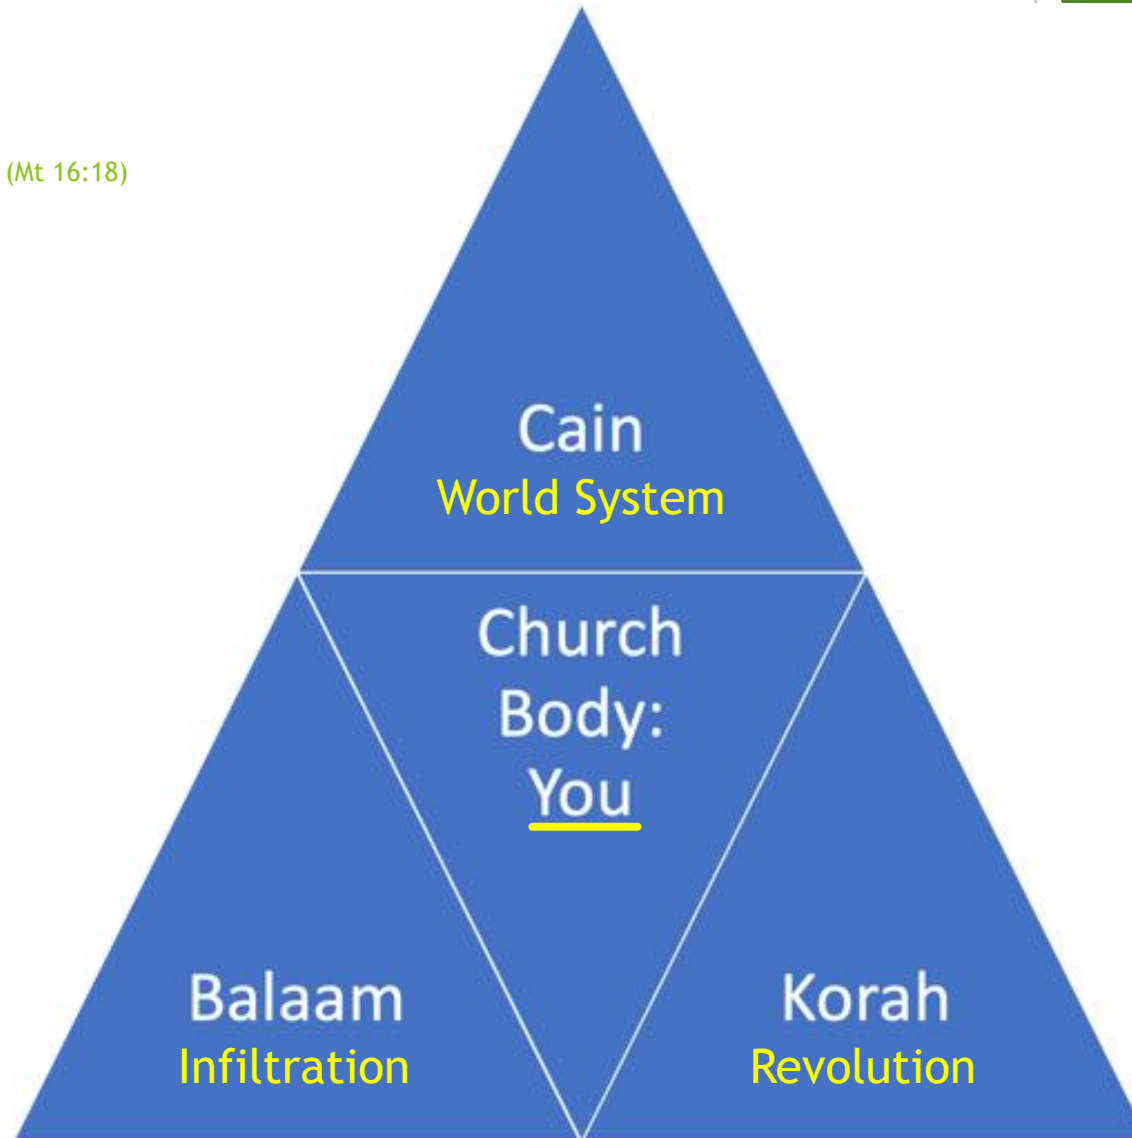 (Mt 16:18)
Cain
World System
Church
Body:
You
Balaam
Infiltration
Korah
Revolution